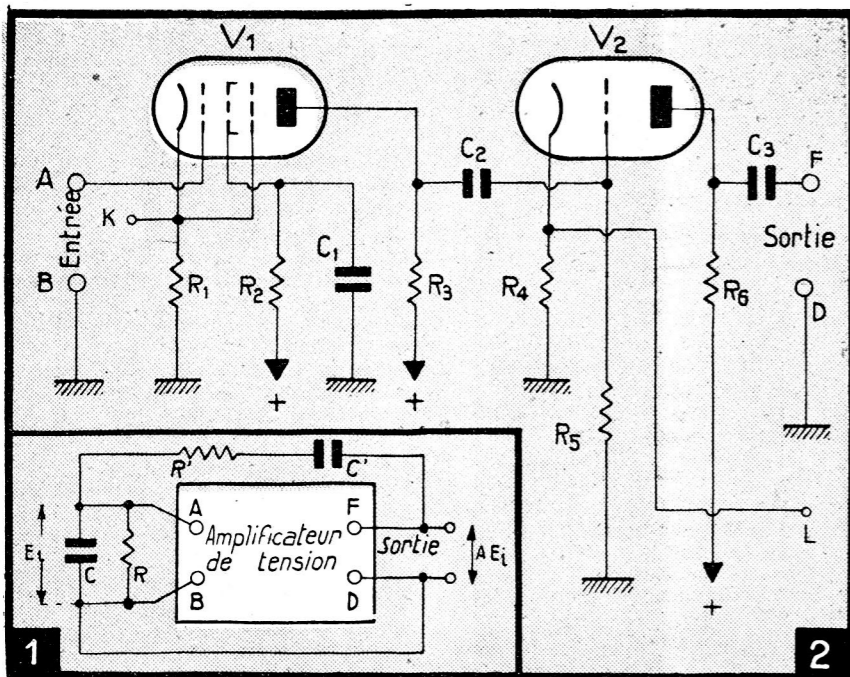 V1
V2
A
Entrée
K
B
R1
R2
C1
R3
C2
R4
R5
R6
C3
F
Sortie
D
L
+
+
+
R'
C'
Ei
C
R
A
B
Amplificateur
de tension
F
Sortie
D
A Ei
1
2